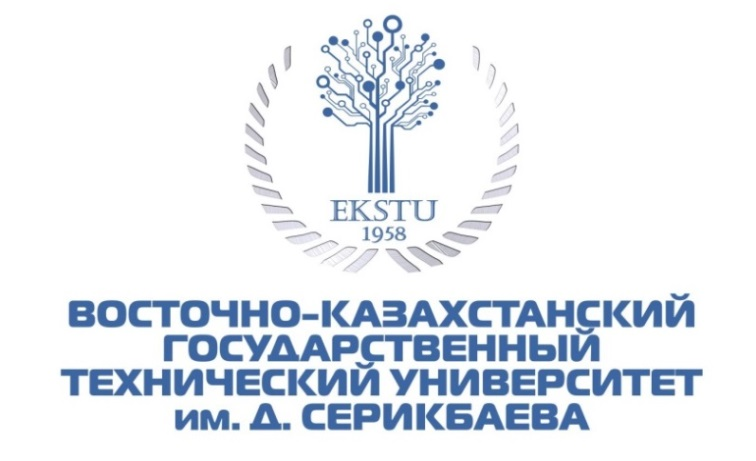 EKSTU
1958
ВОСТОЧНО-КАЗАХСТАНСКИЙ
ГОСУДАРСТВЕННЫЙ
ТЕХНИЧЕСКИЙ УНИВЕРСИТЕТ
им. Д. СЕРИКБАЕВА